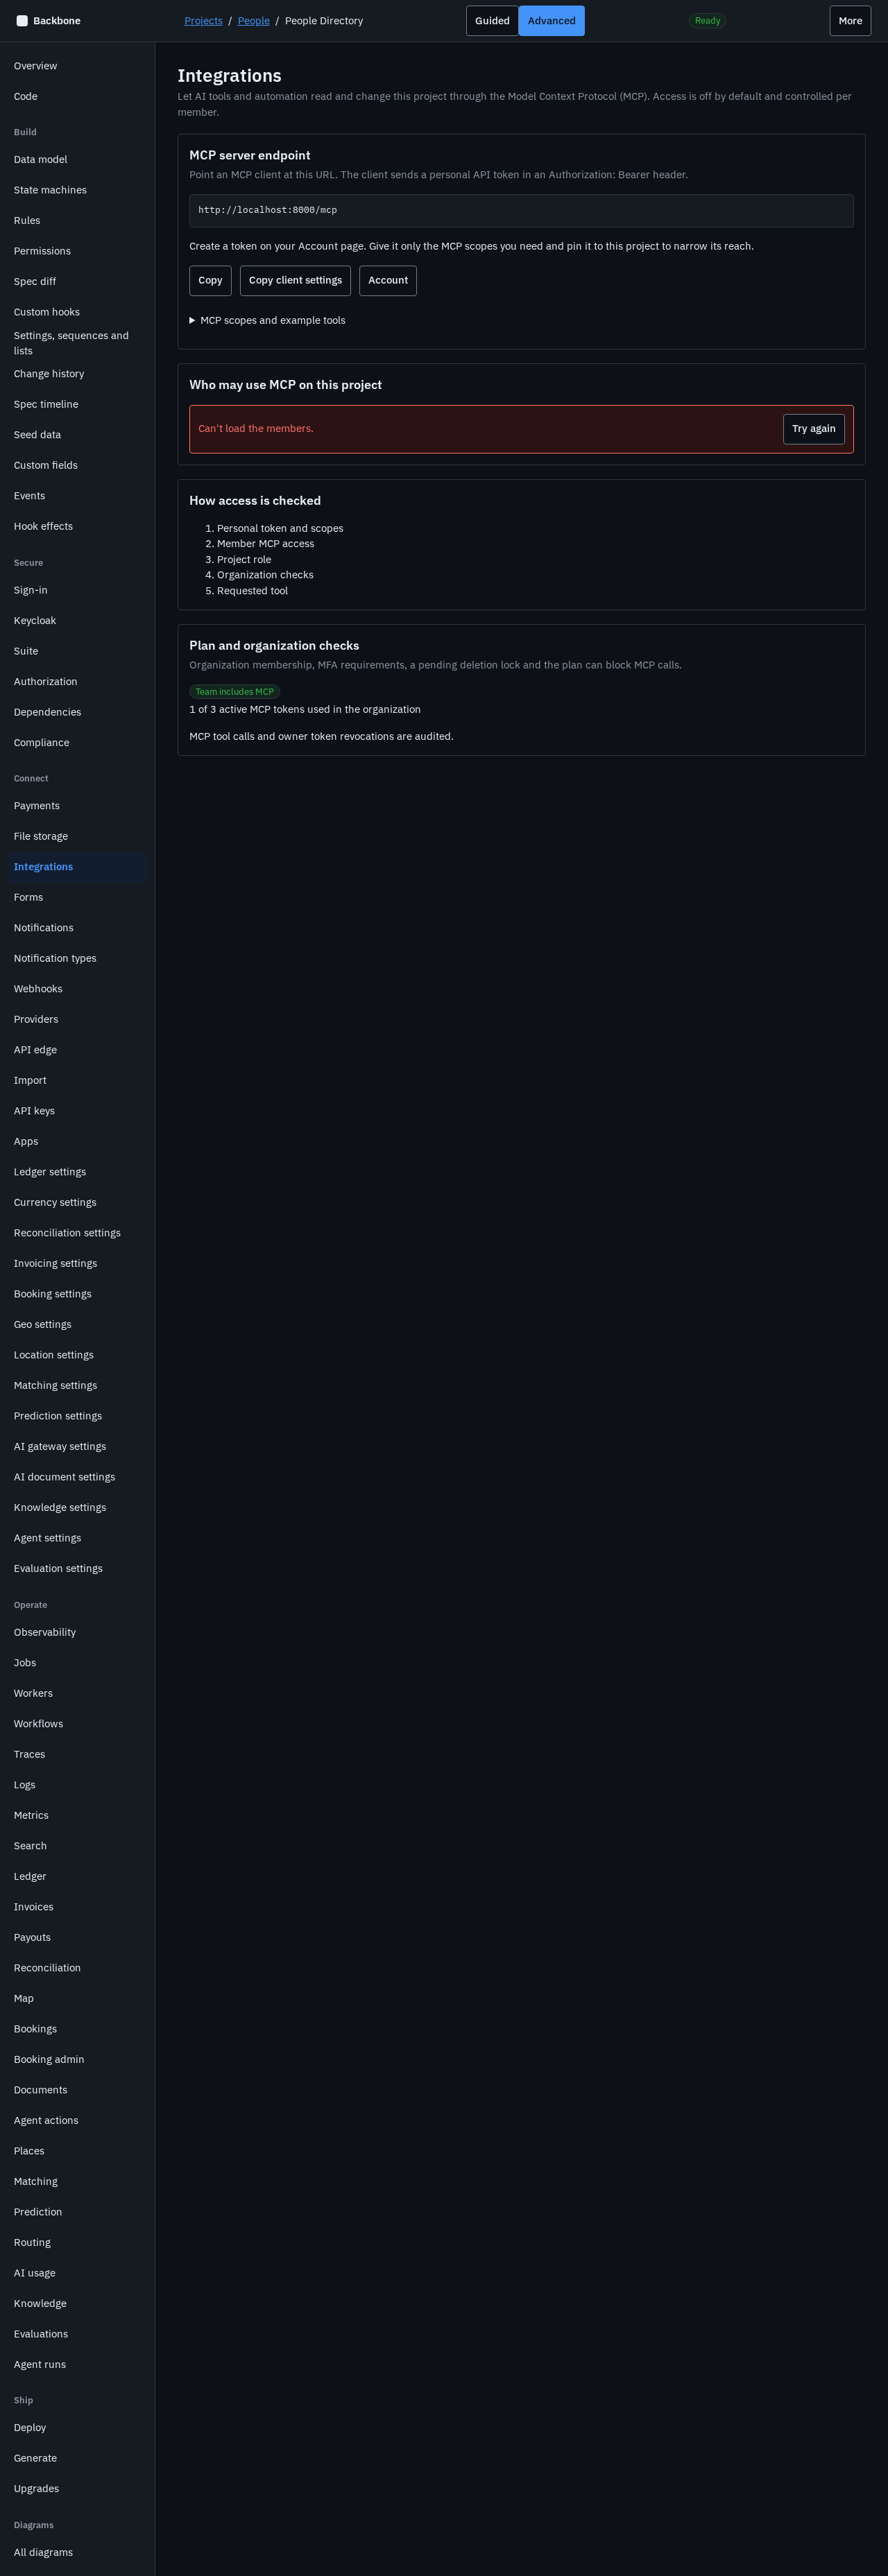 Backbone
Projects / People / People Directory
Guided
Advanced
Ready
More
Overview
Code
Build
Data model
State machines
Rules
Permissions
Spec diff
Custom hooks
Settings, sequences and
lists
Change history
Spec timeline
Seed data
Custom fields
Events
Hook effects
Secure
Sign-in
Keycloak
Suite
Authorization
Dependencies
Compliance
Connect
Payments
File storage
Integrations
Forms
Notifications
Notification types
Webhooks
Providers
API edge
Import
API keys
Apps
Ledger settings
Currency settings
Reconciliation settings
Invoicing settings
Booking settings
Geo settings
Location settings
Matching settings
Prediction settings
AI gateway settings
AI document settings
Knowledge settings
Agent settings
Evaluation settings
Operate
Observability
Jobs
Workers
Workflows
Traces
Logs
Metrics
Search
Ledger
Invoices
Payouts
Reconciliation
Map
Bookings
Booking admin
Documents
Agent actions
Places
Matching
Prediction
Routing
AI usage
Knowledge
Evaluations
Agent runs
Ship
Deploy
Generate
Upgrades
Diagrams
All diagrams
Integrations
Let AI tools and automation read and change this project through the Model Context Protocol (MCP). Access is off by default and controlled per
member.
MCP server endpoint
Point an MCP client at this URL. The client sends a personal API token in an Authorization: Bearer header.
http://localhost:8000/mcp
Create a token on your Account page. Give it only the MCP scopes you need and pin it to this project to narrow its reach.
Copy
Copy client settings
Account
MCP scopes and example tools
Who may use MCP on this project
Can't load the members.
Try again
How access is checked
1. Personal token and scopes
2. Member MCP access
3. Project role
4. Organization checks
5. Requested tool
Plan and organization checks
Organization membership, MFA requirements, a pending deletion lock and the plan can block MCP calls.
Team includes MCP
1 of 3 active MCP tokens used in the organization
MCP tool calls and owner token revocations are audited.